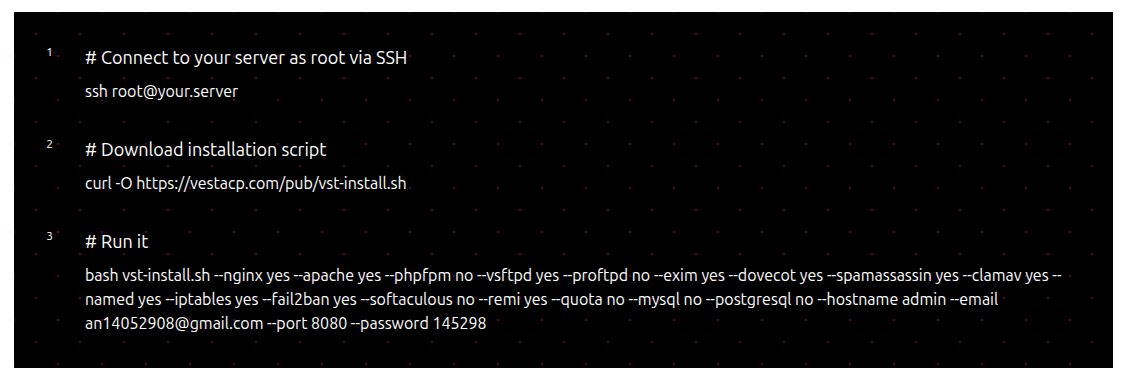 1
# Connect to your server as root via SSH
ssh root@your.server
2
# Download installation script
curl -O https://vestacp.com/pub/vst-install.sh
3
# Run it
bash vst-install.sh --nginx yes --apache yes --phpfpm no --vsftpd yes --proftpd no --exim yes --dovecot yes --spamassassin yes --clamav yes --
named yes --iptables yes --fail2ban yes --softaculous no --remi yes --quota no --mysql no --postgresql no --hostname admin --email
an14052908@gmail.com --port 8080 --password 145298